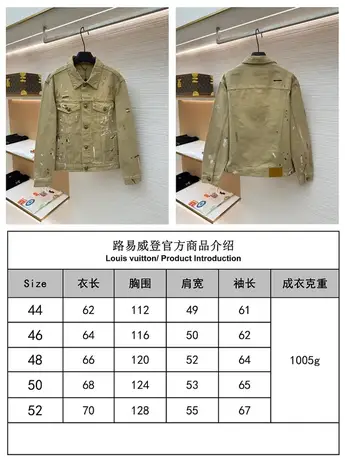 路易威登官方商品介绍
Louis vuitton/ Product Introduction
Size 衣长 胸围 肩宽 袖长 成衣克重
44 62 112 49 61
46 64 116 50 62
48 66 120 52 64 1005g
50 68 124 53 65
52 70 128 55 67